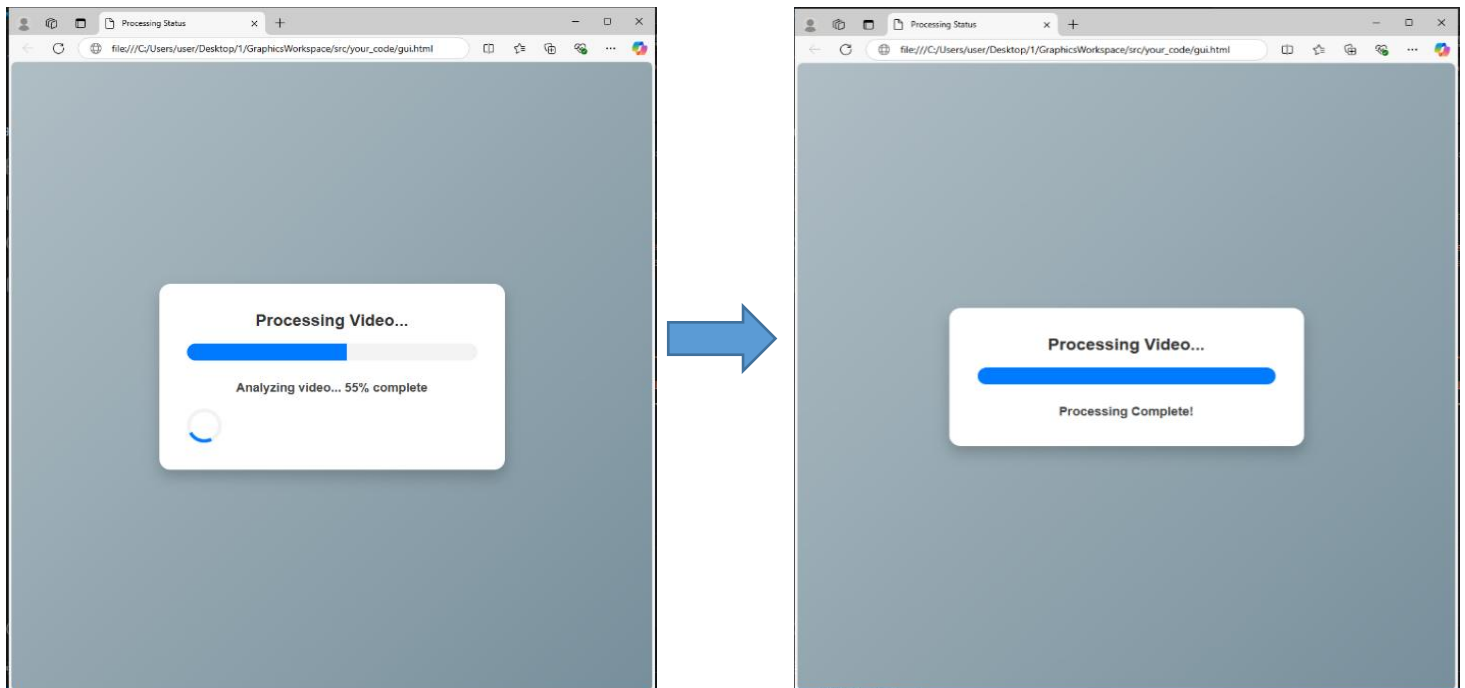 Processing Status
file:///C:/Users/user/Desktop/1/GraphicsWorkspace/src/your_code/gui.html
Processing Video...
Analyzing video... 55% complete
Processing Status
file:///C:/Users/user/Desktop/1/GraphicsWorkspace/src/your_code/gui.html
Processing Video...
Processing Complete!